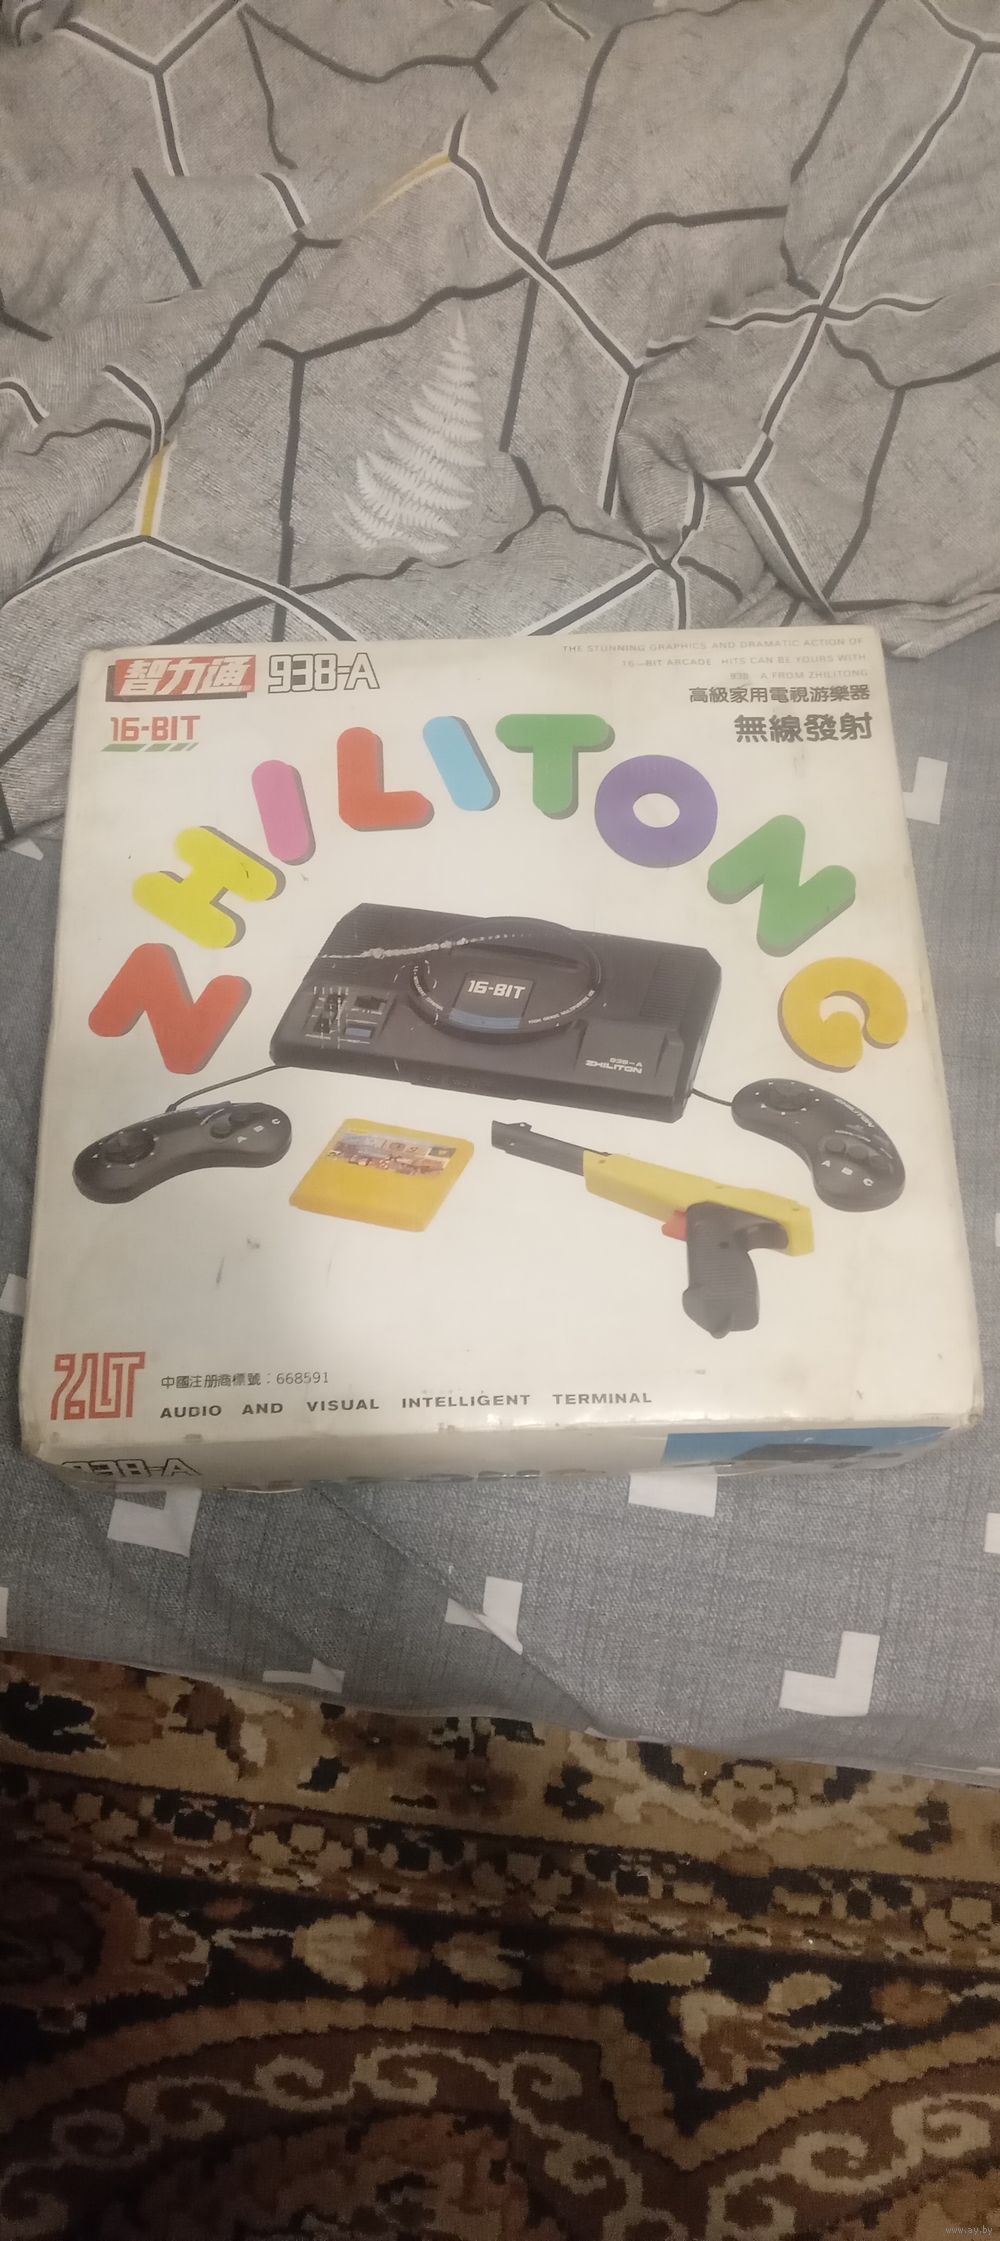 智力通 938-A
16-BIT
THE STUNNING GRAPHICS AND DRAMATIC ACTION OF
16-BIT ARCADE HITS CAN BE YOURS WITH
938 A FROM ZHILITONG
高級家用電視游樂器
無線發射
ZHILITONG
16-BIT
938-A
ZHILITON
A B C
A B C
ZLT
中國注册商標號：668591
AUDIO AND VISUAL INTELLIGENT TERMINAL
938-A
www.ay.by